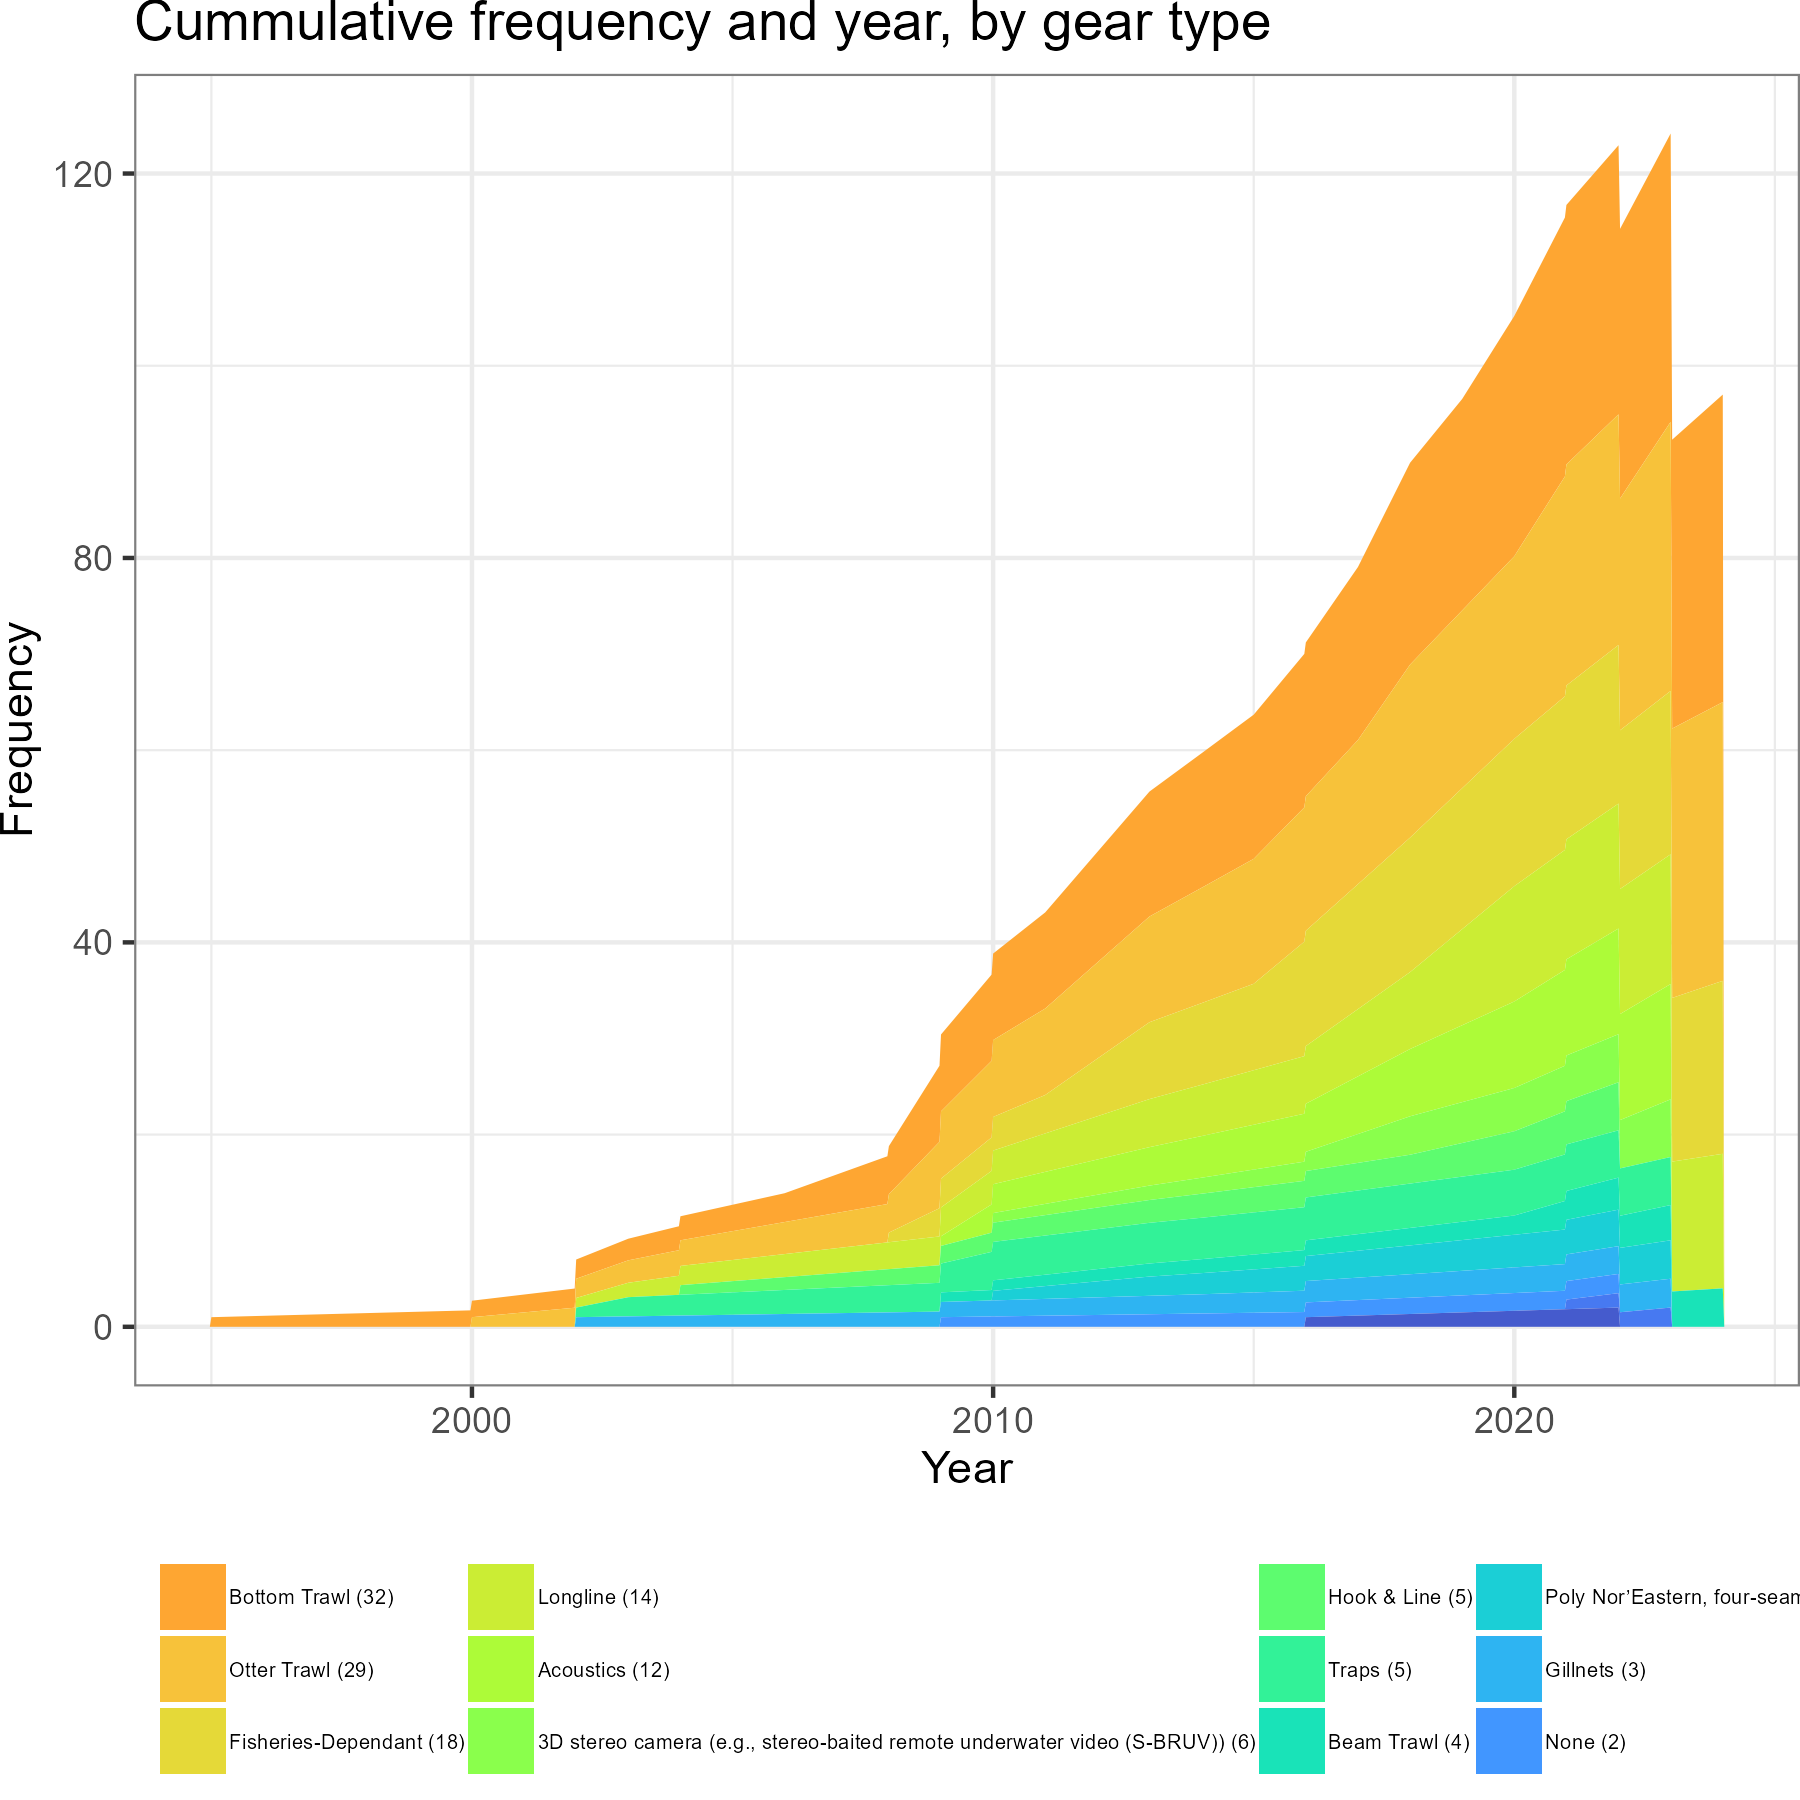 Cummulative frequency and year, by gear type
120
80
40
0
Frequency
2000
2010
2020
Year
Bottom Trawl (32)
Longline (14)
Hook & Line (5)
Poly Nor’Eastern, four-seam
Otter Trawl (29)
Acoustics (12)
Traps (5)
Gillnets (3)
Fisheries-Dependant (18)
3D stereo camera (e.g., stereo-baited remote underwater video (S-BRUV)) (6)
Beam Trawl (4)
None (2)